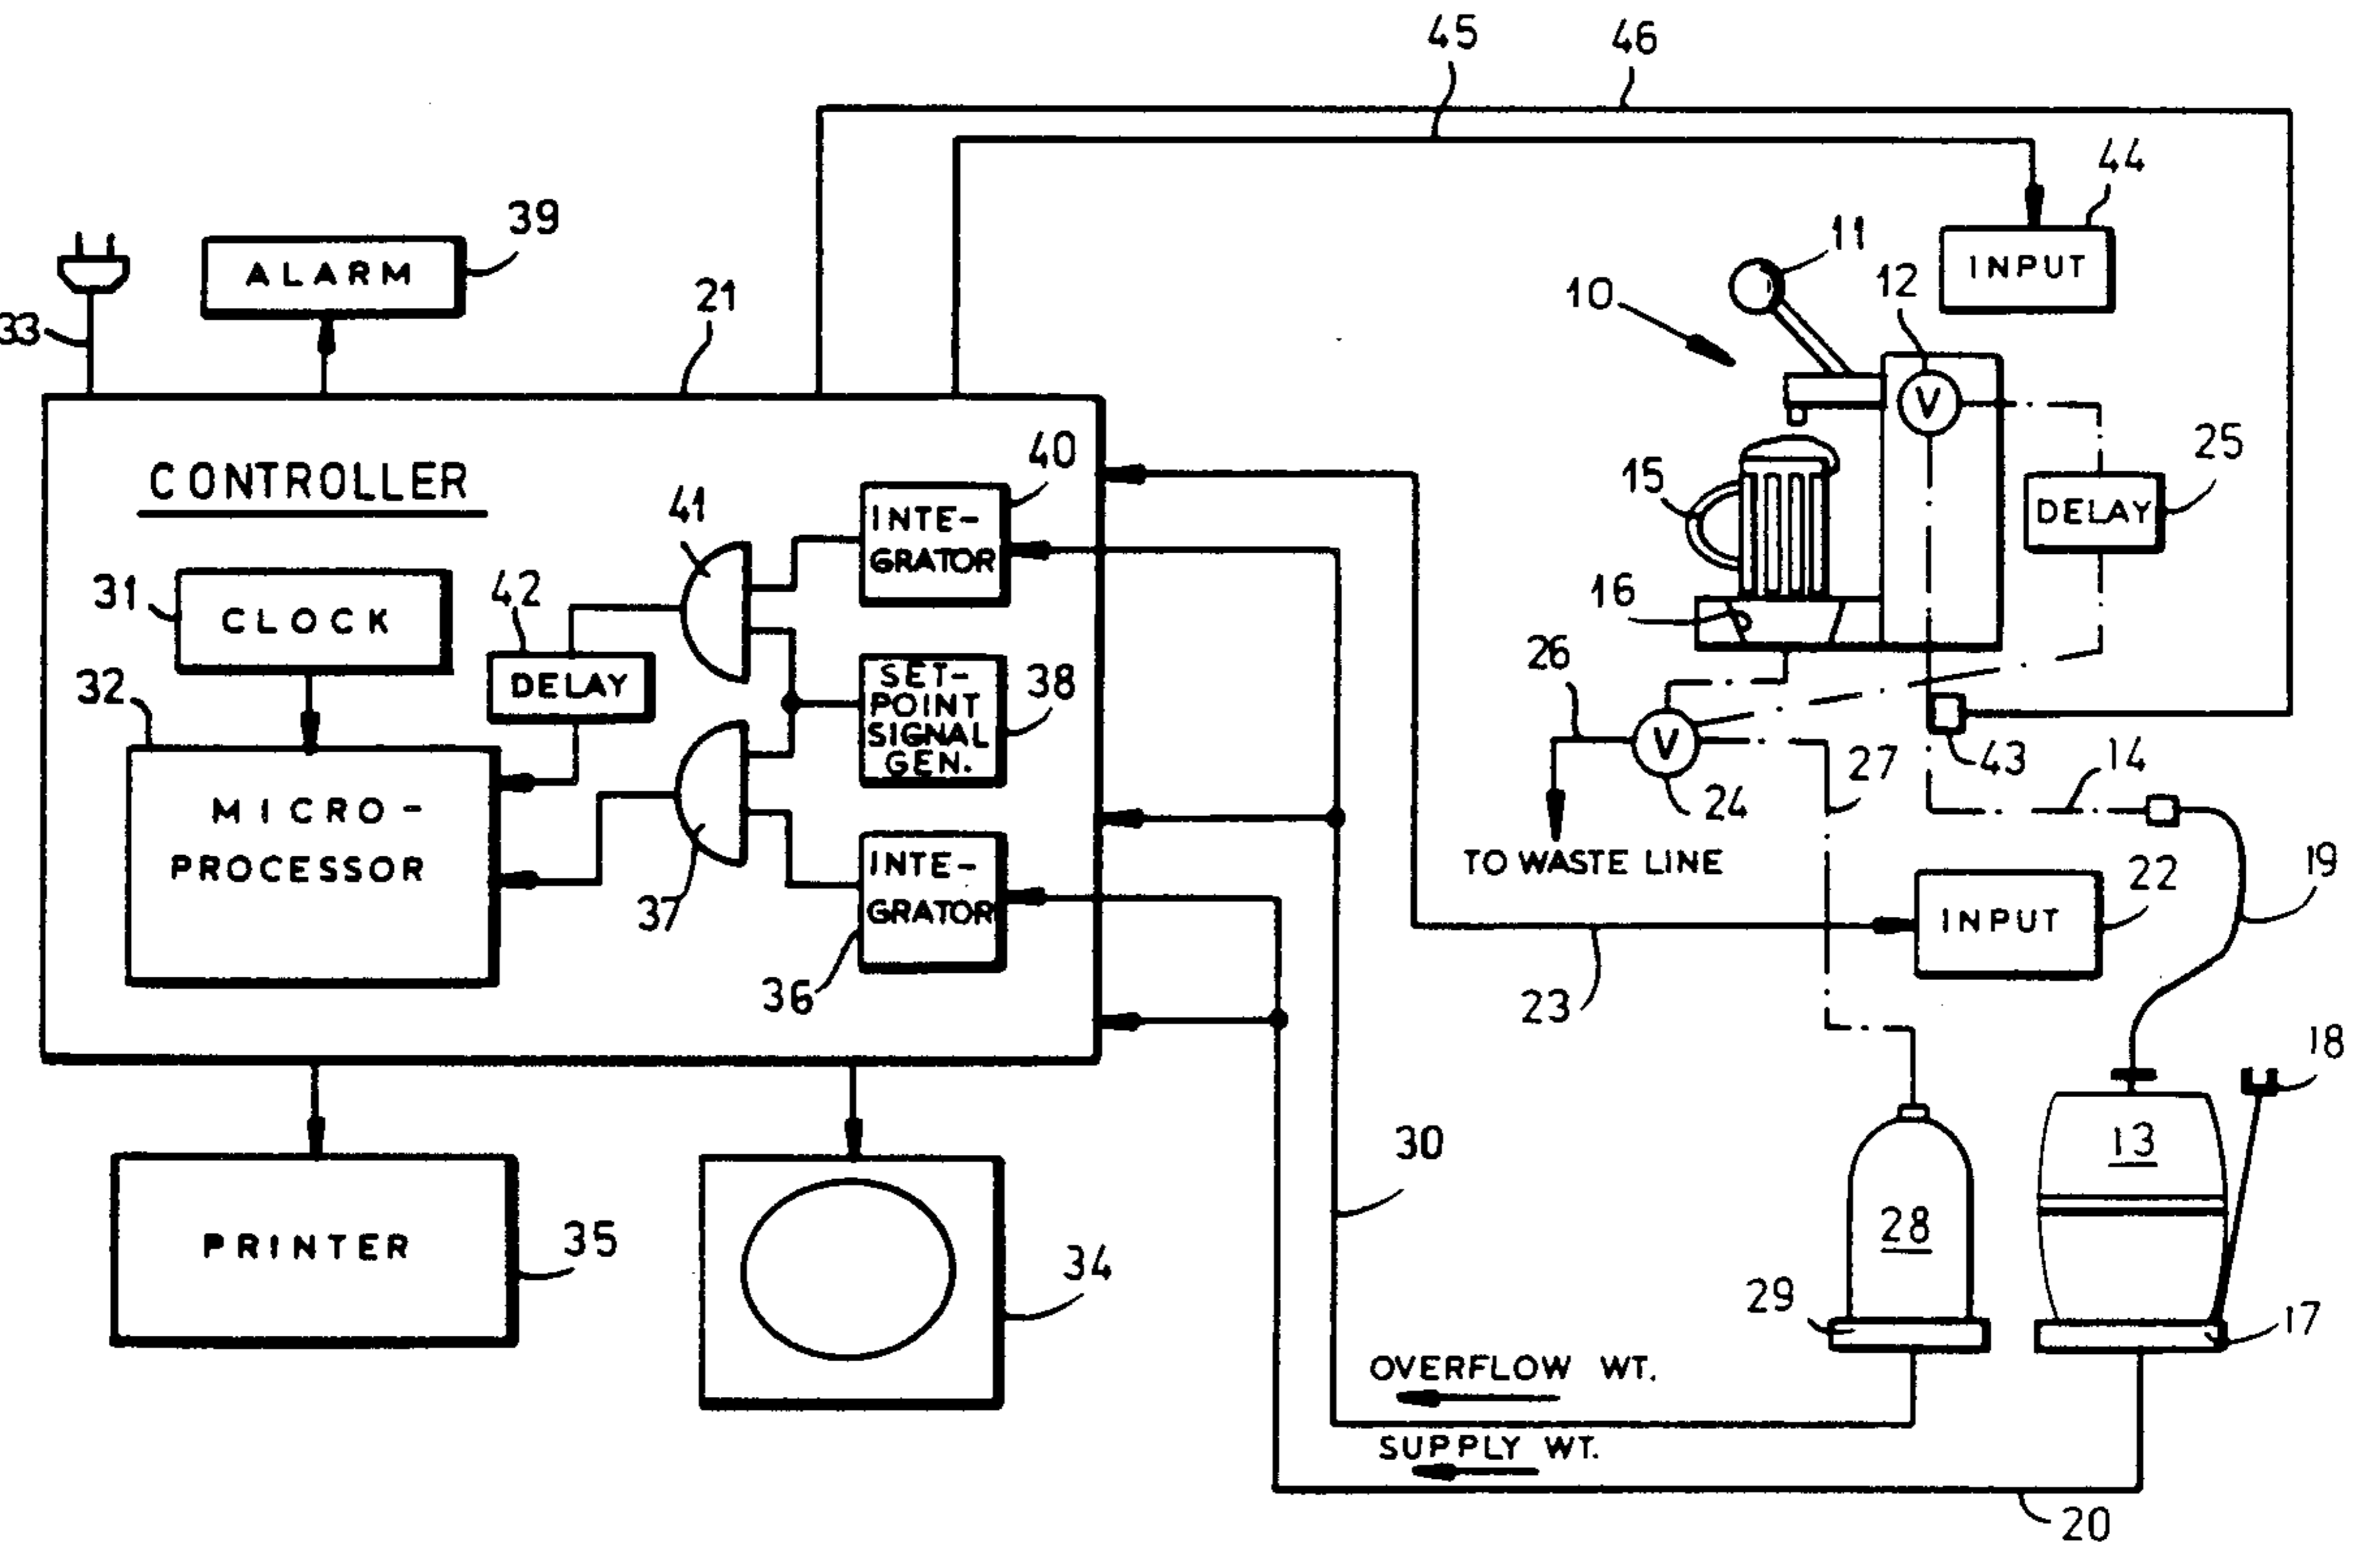 45
46
44
39
ALARM
11
INPUT
33
21
10
12
40
25
CONTROLLER
41
INTE-
GRATOR
15
DELAY
31
CLOCK
42
16
DELAY
26
32
SET-
POINT
SIGNAL
GEN.
38
V
V
27
43
14
24
MICRO-
PROCESSOR
TO WASTE LINE
INTE-
GRATOR
19
22
INPUT
37
36
23
18
30
13
PRINTER
35
28
34
29
17
OVERFLOW WT.
SUPPLY WT.
20